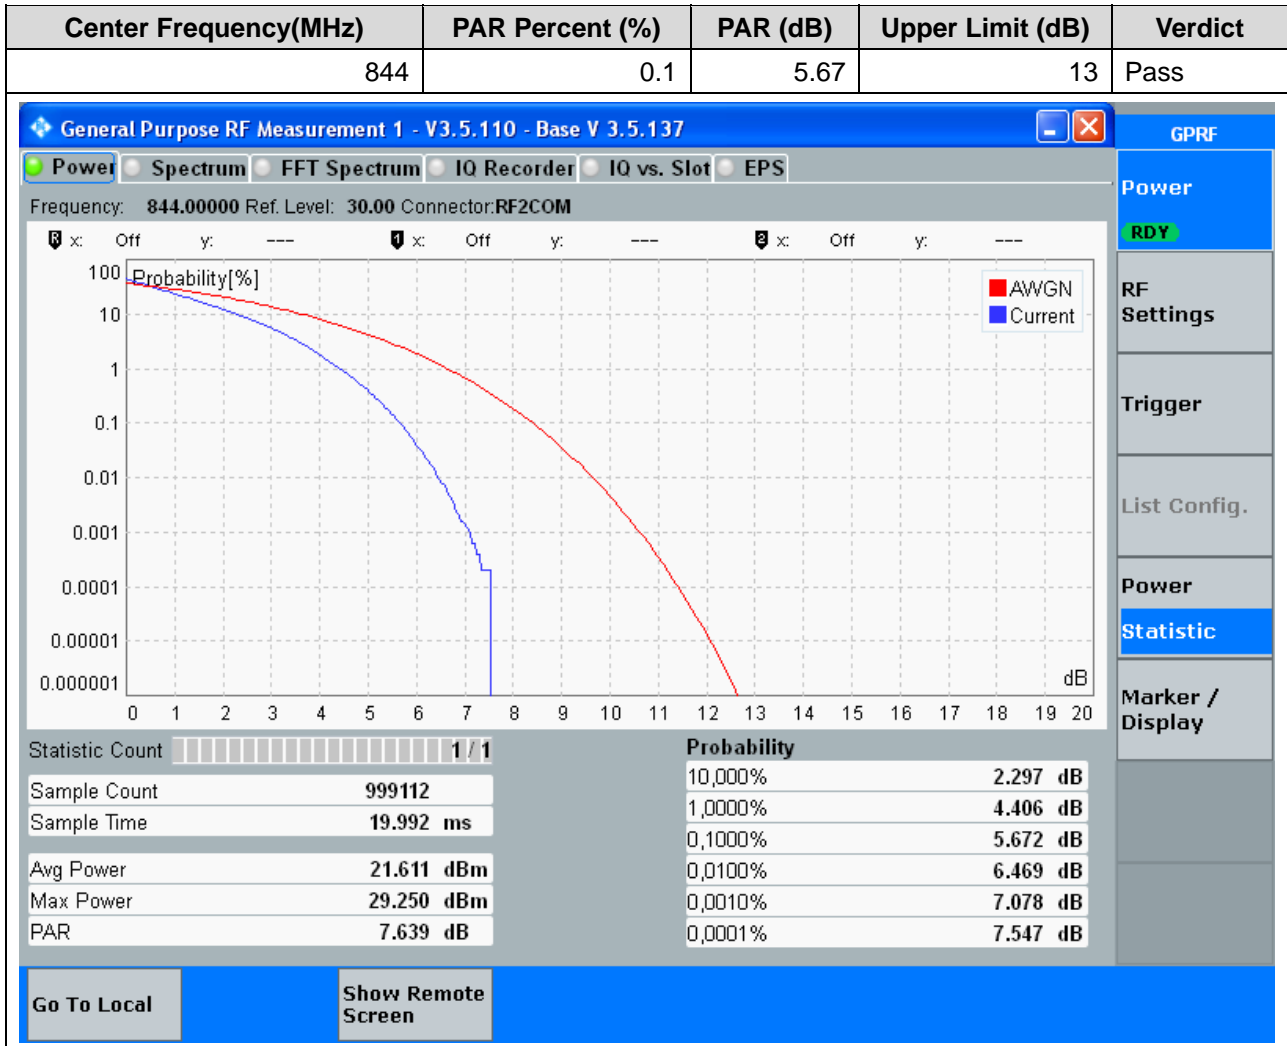 Center Frequency(MHz) PAR Percent (%) PAR (dB) Upper Limit (dB) Verdict
844 0.1 5.67 13 Pass
General Purpose RF Measurement 1 - V3.5.110 - Base V 3.5.137
GPRF
Power Spectrum FFT Spectrum IQ Recorder IQ vs. Slot EPS
Frequency: 844.00000 Ref. Level: 30.00 Connector:RF2COM
R x: Off y: --- 1 x: Off y: --- 2 x: Off y: ---
Probability[%]
AWGN
Current
100
10
1
0.1
0.01
0.001
0.0001
0.00001
0.000001
dB
0 1 2 3 4 5 6 7 8 9 10 11 12 13 14 15 16 17 18 19 20
Power
RDY
RF
Settings
Trigger
List Config.
Power
Statistic
Marker /
Display
Statistic Count 1 / 1
Sample Count 999112
Sample Time 19.992 ms
Avg Power 21.611 dBm
Max Power 29.250 dBm
PAR 7.639 dB
Probability
10,000% 2.297 dB
1,0000% 4.406 dB
0,1000% 5.672 dB
0,0100% 6.469 dB
0,0010% 7.078 dB
0,0001% 7.547 dB
Go To Local
Show Remote
Screen